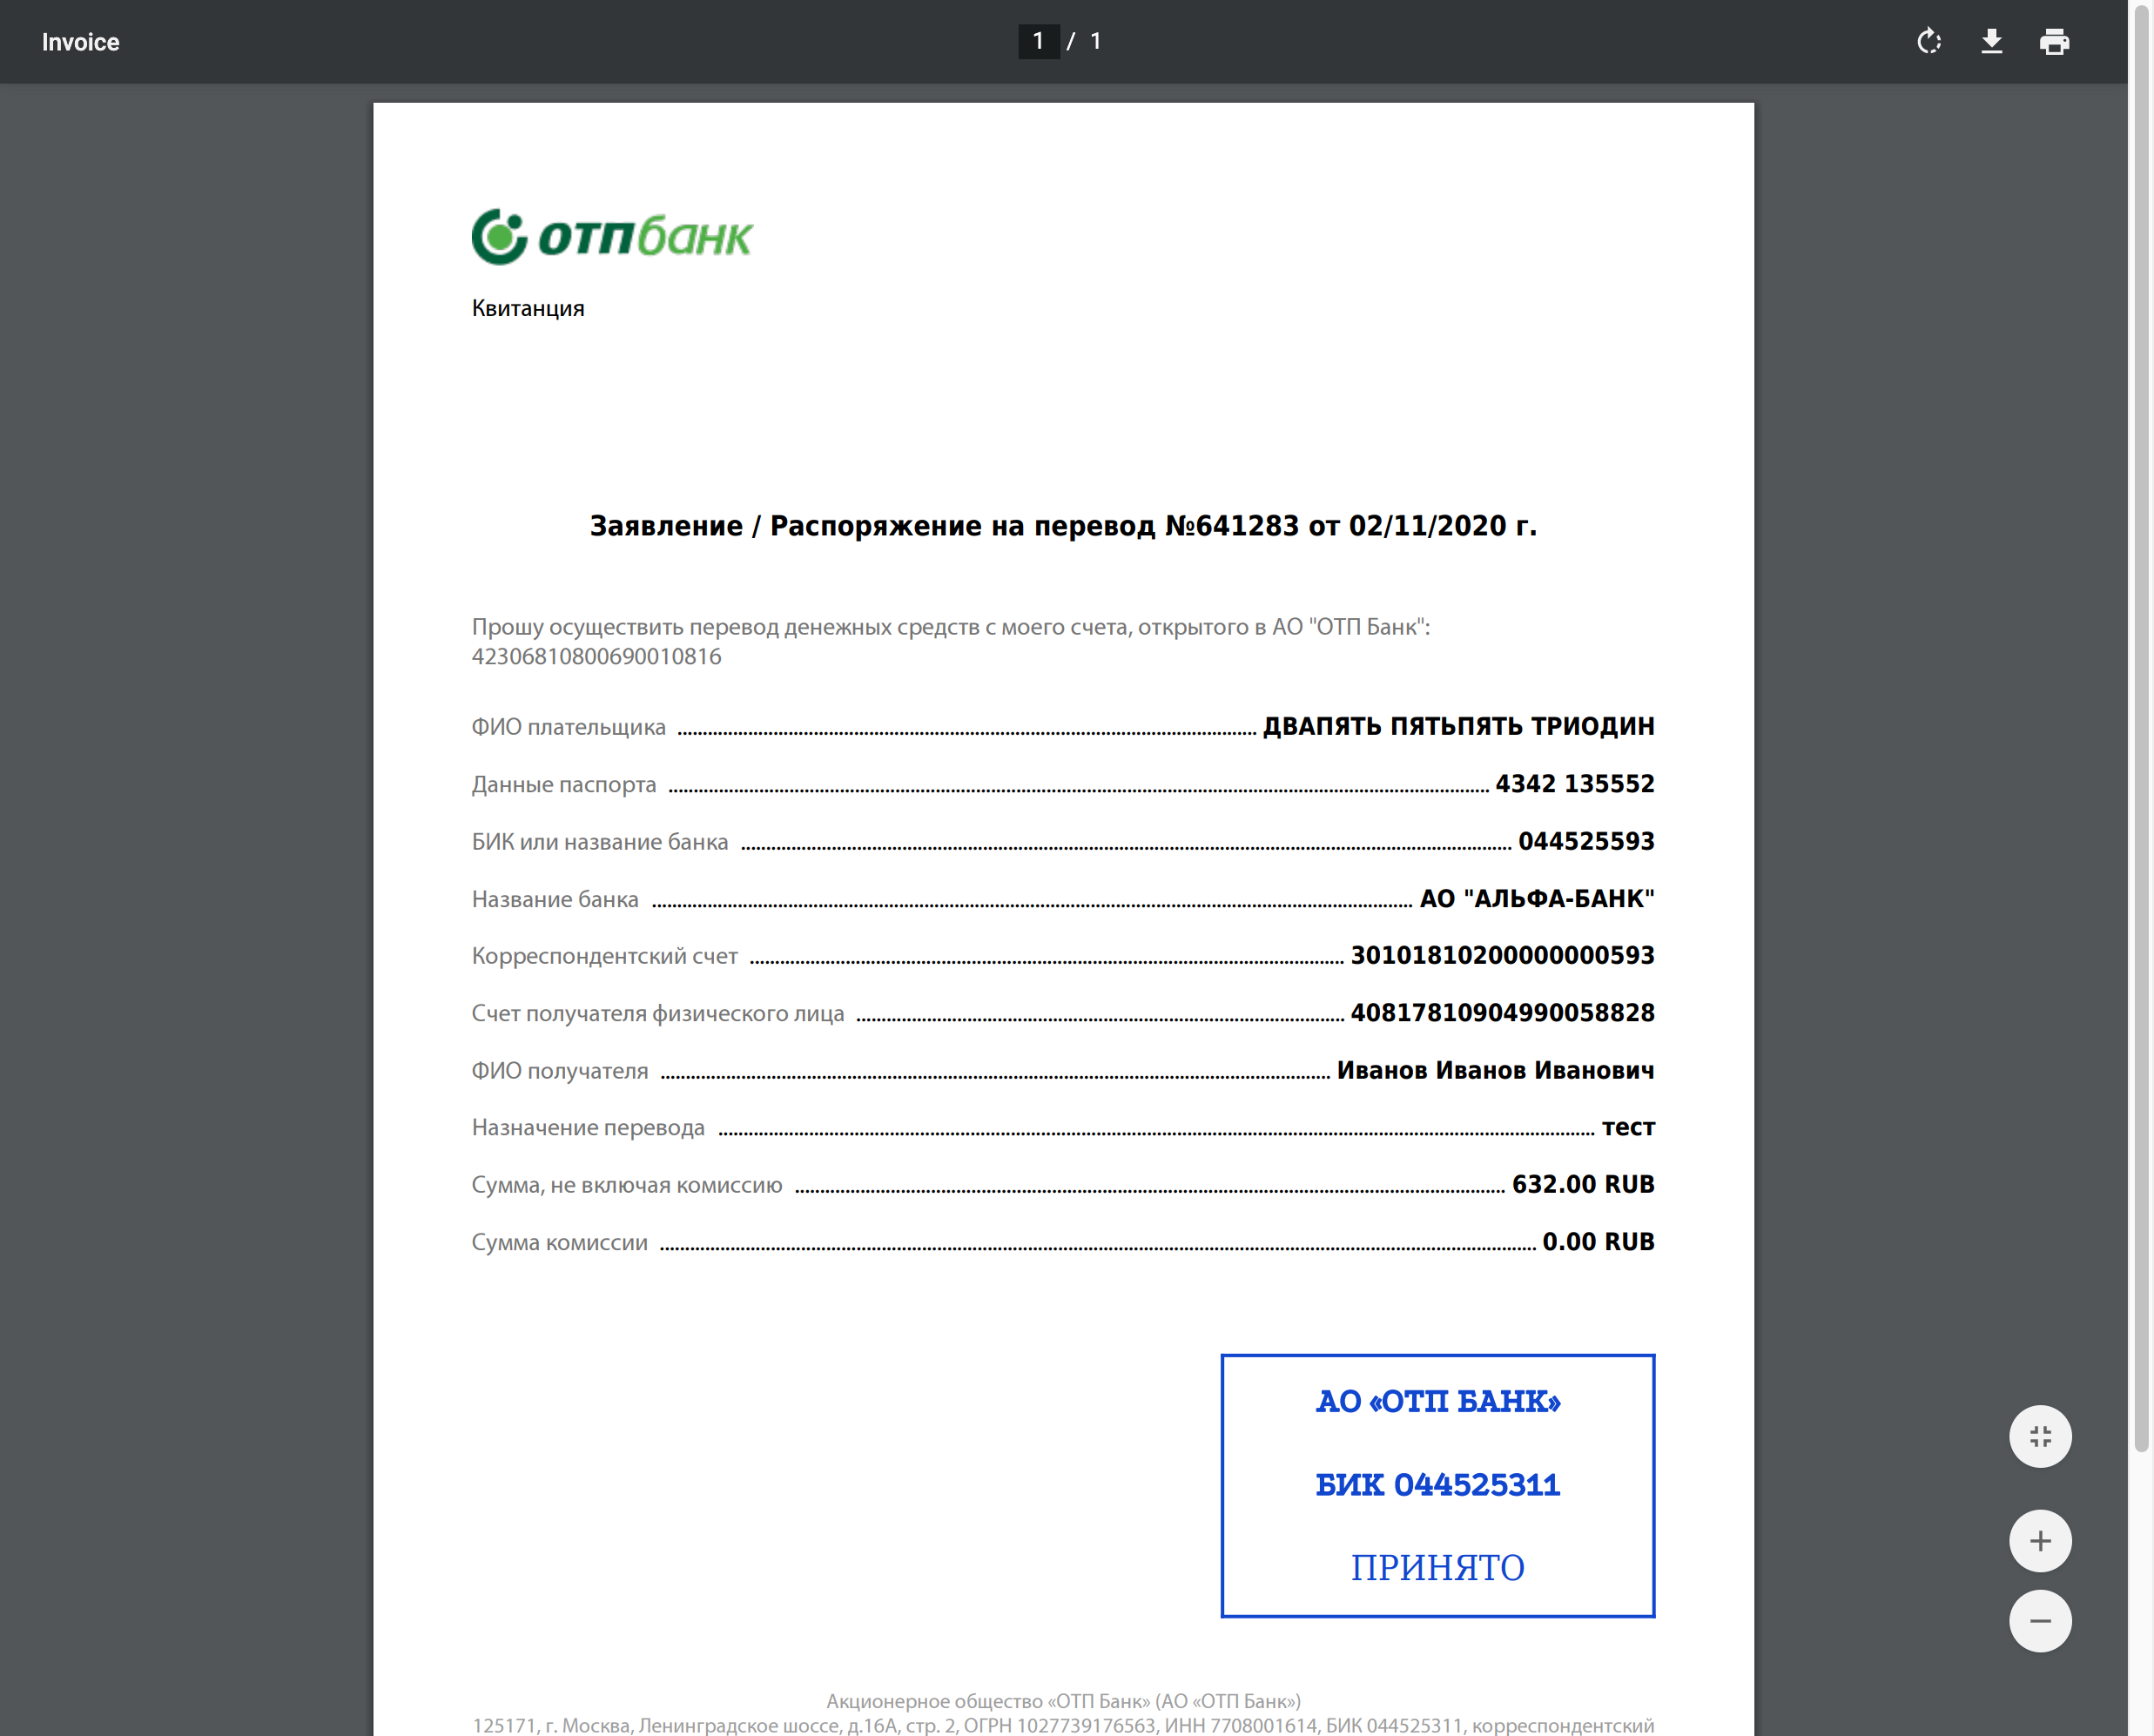 Invoice
1 / 1
отпбанк
Квитанция
Заявление / Распоряжение на перевод №641283 от 02/11/2020 г.
Прошу осуществить перевод денежных средств с моего счета, открытого в АО "ОТП Банк":
42306810800690010816
ФИО плательщика ДВАПЯТЬ ПЯТЬПЯТЬ ТРИОДИН
Данные паспорта 4342 135552
БИК или название банка 044525593
Название банка АО "АЛЬФА-БАНК"
Корреспондентский счет 30101810200000000593
Счет получателя физического лица 40817810904990058828
ФИО получателя Иванов Иванов Иванович
Назначение перевода тест
Сумма, не включая комиссию 632.00 RUB
Сумма комиссии 0.00 RUB
АО «ОТП БАНК»
БИК 044525311
ПРИНЯТО
Акционерное общество «ОТП Банк» (АО «ОТП Банк»)
125171, г. Москва, Ленинградское шоссе, д.16А, стр. 2, ОГРН 1027739176563, ИНН 7708001614, БИК 044525311, корреспондентский